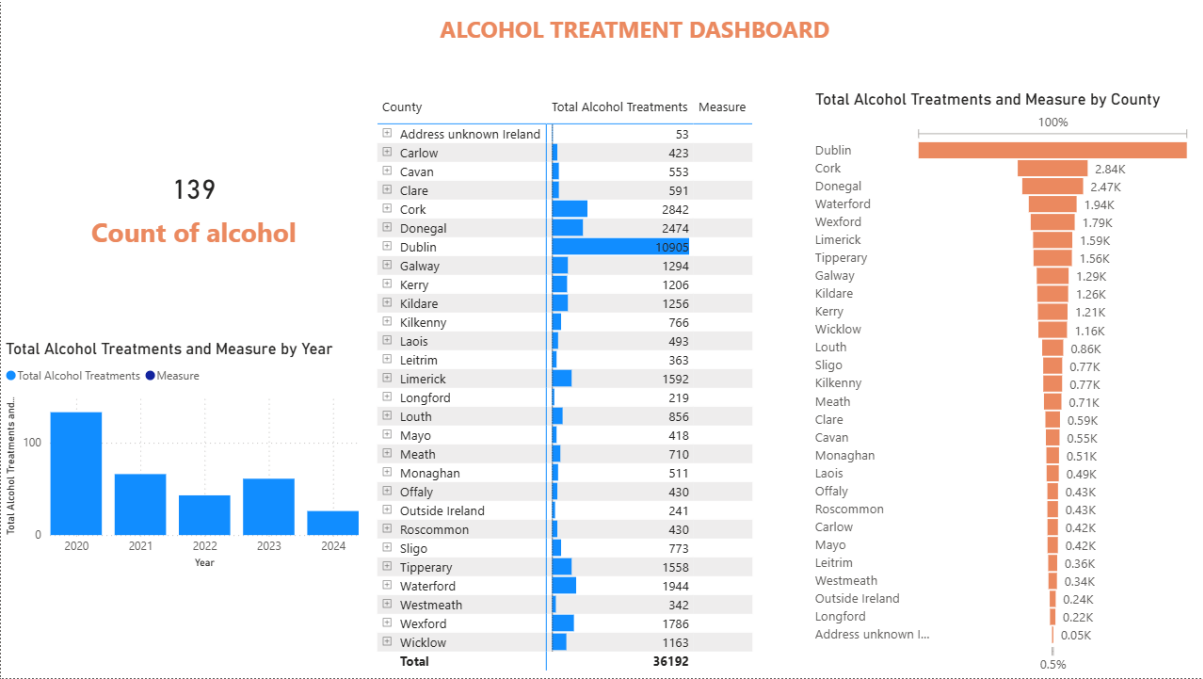 ALCOHOL TREATMENT DASHBOARD
139
Count of alcohol
Total Alcohol Treatments and Measure by Year
Total Alcohol Treatments Measure
Total Alcohol Treatments and...
100
0
2020 2021 2022 2023 2024
Year
County Total Alcohol Treatments Measure
Address unknown Ireland 53
Carlow 423
Cavan 553
Clare 591
Cork 2842
Donegal 2474
Dublin 10905
Galway 1294
Kerry 1206
Kildare 1256
Kilkenny 766
Laois 493
Leitrim 363
Limerick 1592
Longford 219
Louth 856
Mayo 418
Meath 710
Monaghan 511
Offaly 430
Outside Ireland 241
Roscommon 430
Sligo 773
Tipperary 1558
Waterford 1944
Westmeath 342
Wexford 1786
Wicklow 1163
Total 36192
Total Alcohol Treatments and Measure by County
100%
Dublin
Cork 2.84K
Donegal 2.47K
Waterford 1.94K
Wexford 1.79K
Limerick 1.59K
Tipperary 1.56K
Galway 1.29K
Kildare 1.26K
Kerry 1.21K
Wicklow 1.16K
Louth 0.86K
Sligo 0.77K
Kilkenny 0.77K
Meath 0.71K
Clare 0.59K
Cavan 0.55K
Monaghan 0.51K
Laois 0.49K
Offaly 0.43K
Roscommon 0.43K
Carlow 0.42K
Mayo 0.42K
Leitrim 0.36K
Westmeath 0.34K
Outside Ireland 0.24K
Longford 0.22K
Address unknown I... 0.05K
0.5%